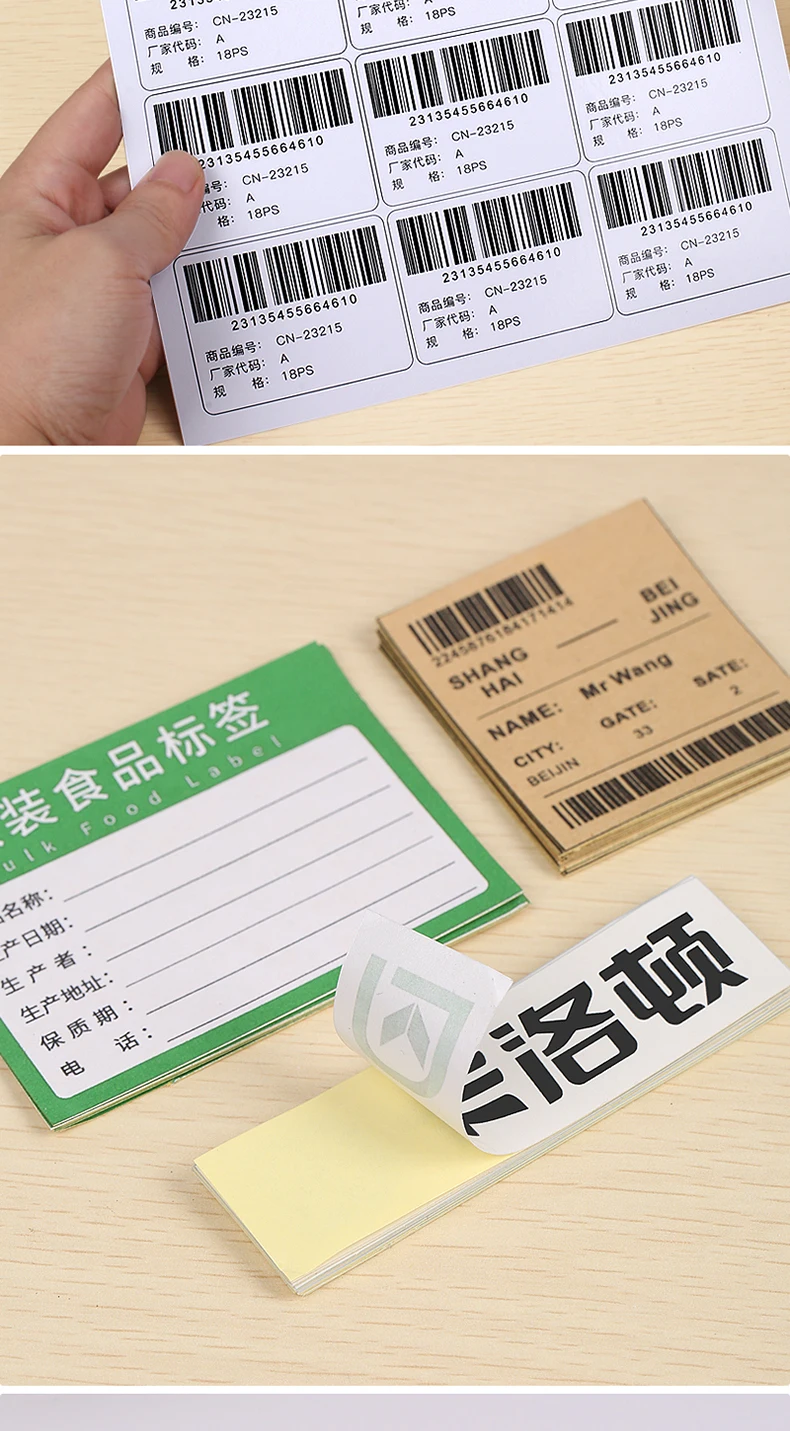 商品编号: CN-23215
厂家代码: A
规 格: 18PS
23135455664610
商品编号: CN-23215
厂家代码: A
规 格: 18PS
23135455664610
商品编号: CN-23215
厂家代码: A
规 格: 18PS
23135455664610
编号: CN-23215
代码: A
格: 18PS
23135455664610
商品编号: CN-23215
厂家代码: A
规 格: 18PS
23135455664610
商品编号: CN-23215
厂家代码: A
规 格: 18PS
23135455664610
商品编号: CN-23215
厂家代码: A
规 格: 18PS
SHANG HAI
BEI JING
NAME: Mr Wang
CITY: GATE: SATE:
BEIJIN 33 2
装食品标签
ulk Food Label
名称:
产日期:
生产者:
生产地址:
保质期:
电 话:
洛顿